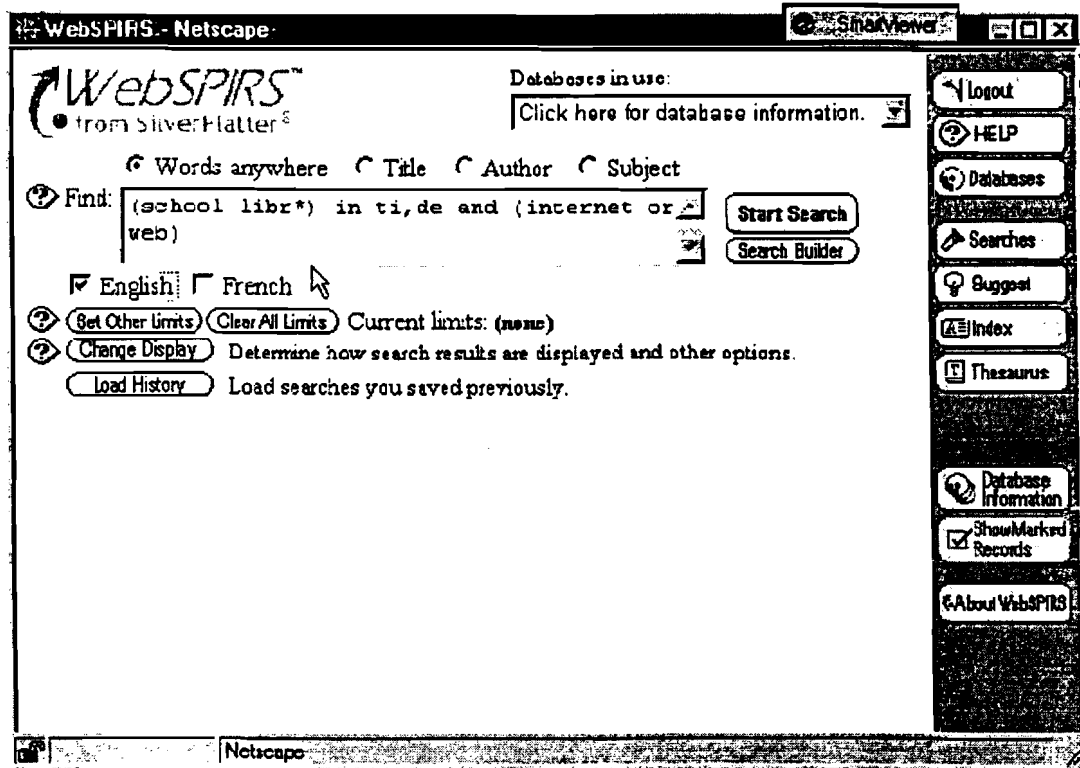 WebSPIRS - Netscape
SmartViewer
WebSPIRS™
from SilverPlatter®
Databases in use:
Click here for database information.
Words anywhere Title Author Subject
Find: (school libr*) in ti,de and (internet or
web)
Start Search
Search Builder
English French
Set Other Limits Clear All Limits Current limits: (none)
Change Display Determine how search results are displayed and other options.
Load History Load searches you saved previously.
Logout
HELP
Databases
Searches
Suggest
Index
Thesaurus
Database
Information
Show Marked
Records
About WebSPIRS
Netscape